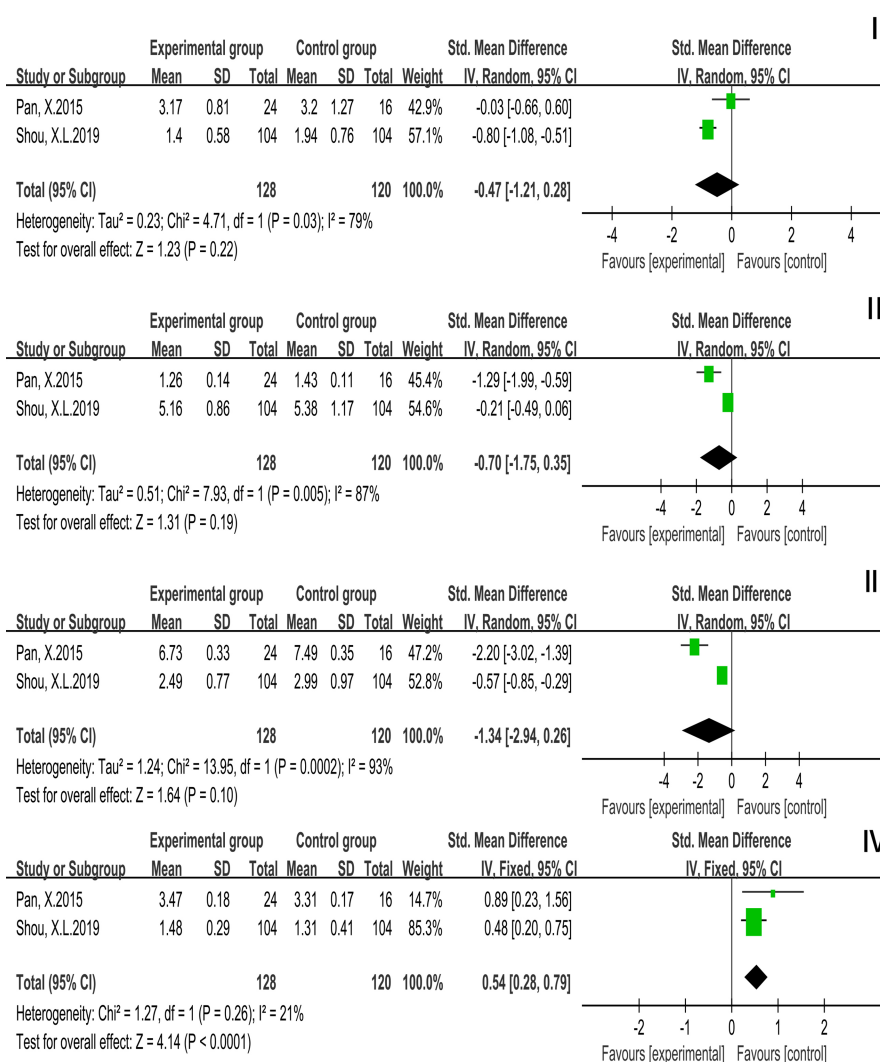 I
Experimental group Control group Std. Mean Difference Std. Mean Difference
Study or Subgroup Mean SD Total Mean SD Total Weight IV, Random, 95% CI IV, Random, 95% CI
Pan, X.2015 3.17 0.81 24 3.2 1.27 16 42.9% -0.03 [-0.66, 0.60]
Shou, X.L.2019 1.4 0.58 104 1.94 0.76 104 57.1% -0.80 [-1.08, -0.51]
Total (95% CI) 128 120 100.0% -0.47 [-1.21, 0.28]
Heterogeneity: Tau² = 0.23; Chi² = 4.71, df = 1 (P = 0.03); I² = 79%
-4 -2 0 2 4
Test for overall effect: Z = 1.23 (P = 0.22)
Favours [experimental] Favours [control]
II
Experimental group Control group Std. Mean Difference Std. Mean Difference
Study or Subgroup Mean SD Total Mean SD Total Weight IV, Random, 95% CI IV, Random, 95% CI
Pan, X.2015 1.26 0.14 24 1.43 0.11 16 45.4% -1.29 [-1.99, -0.59]
Shou, X.L.2019 5.16 0.86 104 5.38 1.17 104 54.6% -0.21 [-0.49, 0.06]
Total (95% CI) 128 120 100.0% -0.70 [-1.75, 0.35]
Heterogeneity: Tau² = 0.51; Chi² = 7.93, df = 1 (P = 0.005); I² = 87%
-4 -2 0 2 4
Test for overall effect: Z = 1.31 (P = 0.19)
Favours [experimental] Favours [control]
II
Experimental group Control group Std. Mean Difference Std. Mean Difference
Study or Subgroup Mean SD Total Mean SD Total Weight IV, Random, 95% CI IV, Random, 95% CI
Pan, X.2015 6.73 0.33 24 7.49 0.35 16 47.2% -2.20 [-3.02, -1.39]
Shou, X.L.2019 2.49 0.77 104 2.99 0.97 104 52.8% -0.57 [-0.85, -0.29]
Total (95% CI) 128 120 100.0% -1.34 [-2.94, 0.26]
Heterogeneity: Tau² = 1.24; Chi² = 13.95, df = 1 (P = 0.0002); I² = 93%
-4 -2 0 2 4
Test for overall effect: Z = 1.64 (P = 0.10)
Favours [experimental] Favours [control]
IV
Experimental group Control group Std. Mean Difference Std. Mean Difference
Study or Subgroup Mean SD Total Mean SD Total Weight IV, Fixed, 95% CI IV, Fixed, 95% CI
Pan, X.2015 3.47 0.18 24 3.31 0.17 16 14.7% 0.89 [0.23, 1.56]
Shou, X.L.2019 1.48 0.29 104 1.31 0.41 104 85.3% 0.48 [0.20, 0.75]
Total (95% CI) 128 120 100.0% 0.54 [0.28, 0.79]
Heterogeneity: Chi² = 1.27, df = 1 (P = 0.26); I² = 21%
-2 -1 0 1 2
Test for overall effect: Z = 4.14 (P < 0.0001)
Favours [experimental] Favours [control]